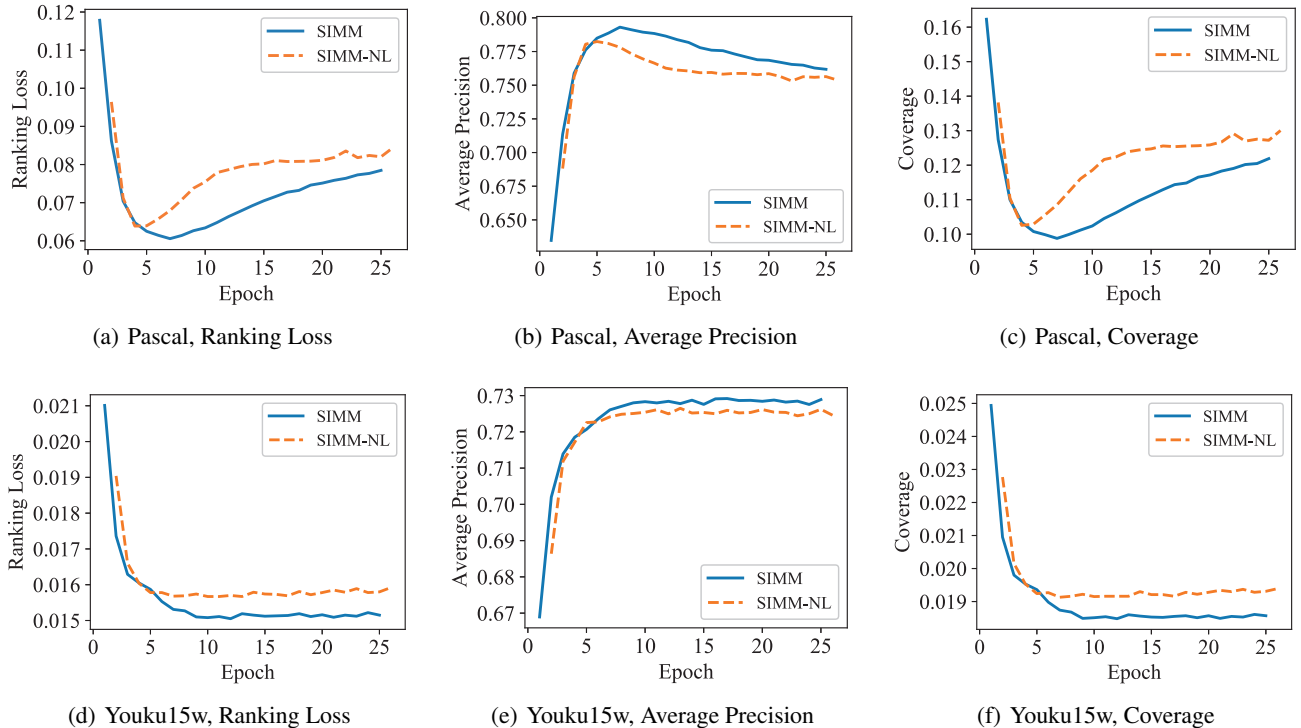 0.12
0.11
0.10
0.09
0.08
0.07
0.06
Ranking Loss
SIMM
SIMM-NL
0 5 10 15 20 25
Epoch
(a) Pascal, Ranking Loss
0.800
0.775
0.750
0.725
0.700
0.675
0.650
Average Precision
SIMM
SIMM-NL
0 5 10 15 20 25
Epoch
(b) Pascal, Average Precision
0.16
0.15
0.14
0.13
0.12
0.11
0.10
Coverage
SIMM
SIMM-NL
0 5 10 15 20 25
Epoch
(c) Pascal, Coverage
0.021
0.020
0.019
0.018
0.017
0.016
0.015
Ranking Loss
SIMM
SIMM-NL
0 5 10 15 20 25
Epoch
(d) Youku15w, Ranking Loss
0.73
0.72
0.71
0.70
0.69
0.68
0.67
Average Precision
SIMM
SIMM-NL
0 5 10 15 20 25
Epoch
(e) Youku15w, Average Precision
0.025
0.024
0.023
0.022
0.021
0.020
0.019
Coverage
SIMM
SIMM-NL
0 5 10 15 20 25
Epoch
(f) Youku15w, Coverage